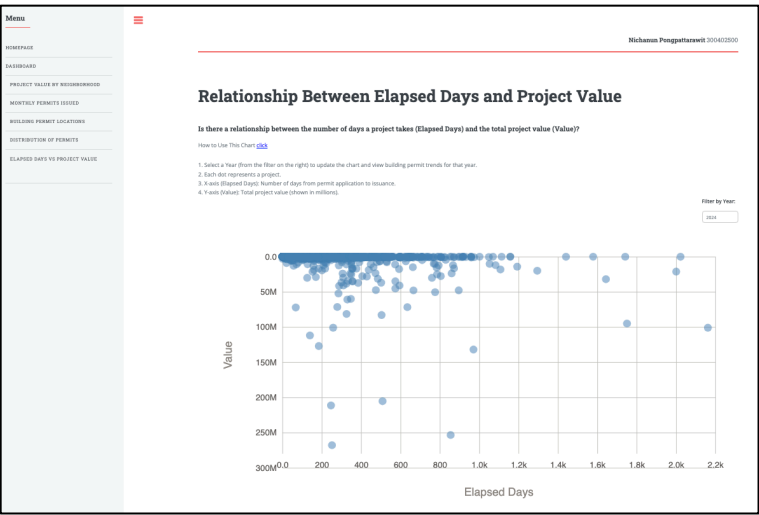 Menu
HOMEPAGE
DASHBOARD
PROJECT VALUE BY NEIGHBORHOOD
MONTHLY PERMITS ISSUED
BUILDING PERMIT LOCATIONS
DISTRIBUTION OF PERMITS
ELAPSED DAYS VS PROJECT VALUE
Nichanun Pongpattarawit 300402500
Relationship Between Elapsed Days and Project Value
Is there a relationship between the number of days a project takes (Elapsed Days) and the total project value (Value)?
How to Use This Chart click
1. Select a Year (from the filter on the right) to update the chart and view building permit trends for that year.
2. Each dot represents a project.
3. X-axis (Elapsed Days): Number of days from permit application to issuance.
4. Y-axis (Value): Total project value (shown in millions).
Filter by Year:
0.0
50M
100M
150M
200M
250M
300M
Value
0.0 200 400 600 800 1.0k 1.2k 1.4k 1.6k 1.8k 2.0k 2.2k
Elapsed Days